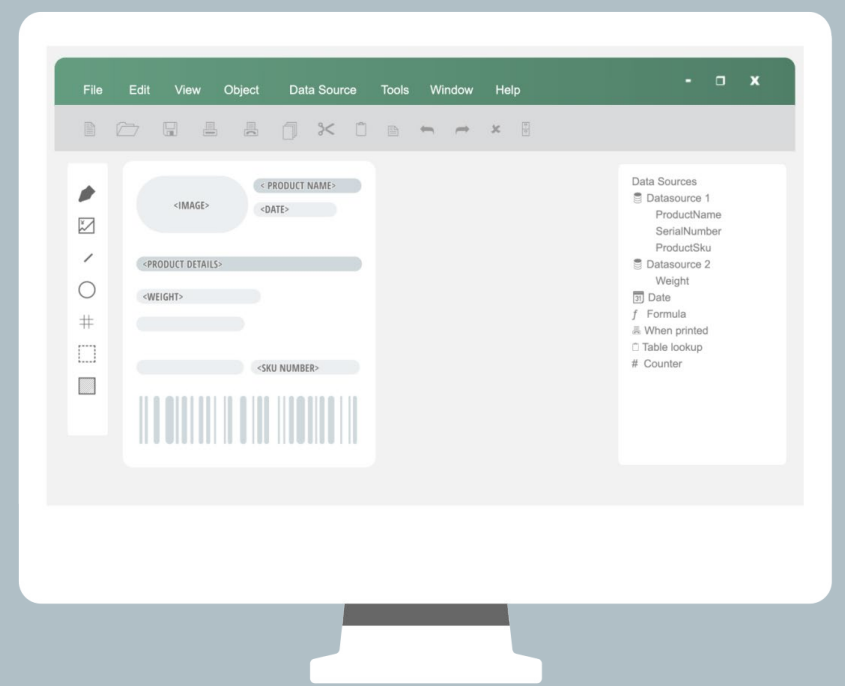 File Edit View Object Data Source Tools Window Help
< PRODUCT NAME>
<IMAGE>
<DATE>
<PRODUCT DETAILS>
<WEIGHT>
<SKU NUMBER>
Data Sources
Datasource 1
ProductName
SerialNumber
ProductSku
Datasource 2
Weight
31 Date
ƒ Formula
When printed
Table lookup
# Counter